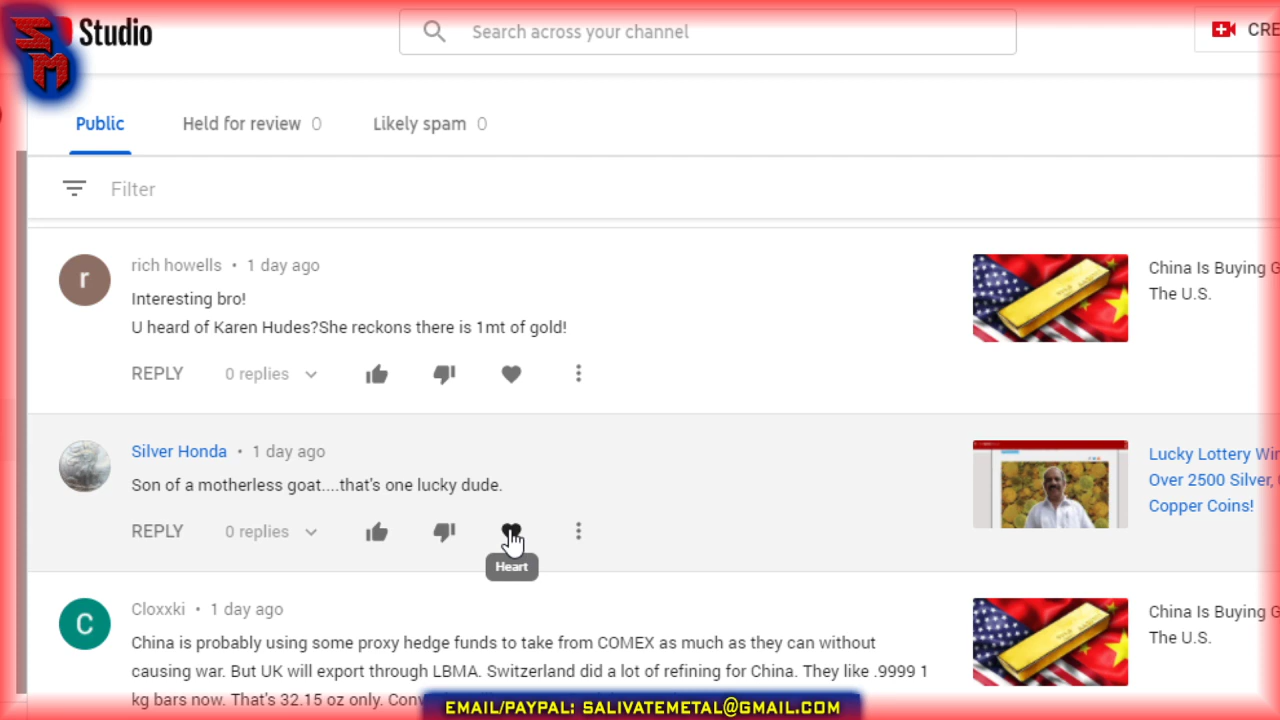 SM
Studio
Search across your channel
CRE
Public
Held for review 0
Likely spam 0
Filter
r
rich howells • 1 day ago
Interesting bro!
U heard of Karen Hudes?She reckons there is 1mt of gold!
REPLY
0 replies
China Is Buying G
The U.S.
Silver Honda • 1 day ago
Son of a motherless goat....that's one lucky dude.
REPLY
0 replies
Heart
Lucky Lottery Win
Over 2500 Silver,
Copper Coins!
C
Cloxxki • 1 day ago
China is probably using some proxy hedge funds to take from COMEX as much as they can without
causing war. But UK will export through LBMA. Switzerland did a lot of refining for China. They like .9999 1
kg bars now. That's 32.15 oz only.
China Is Buying G
The U.S.
EMAIL/PAYPAL: SALIVATEMETAL@GMAIL.COM